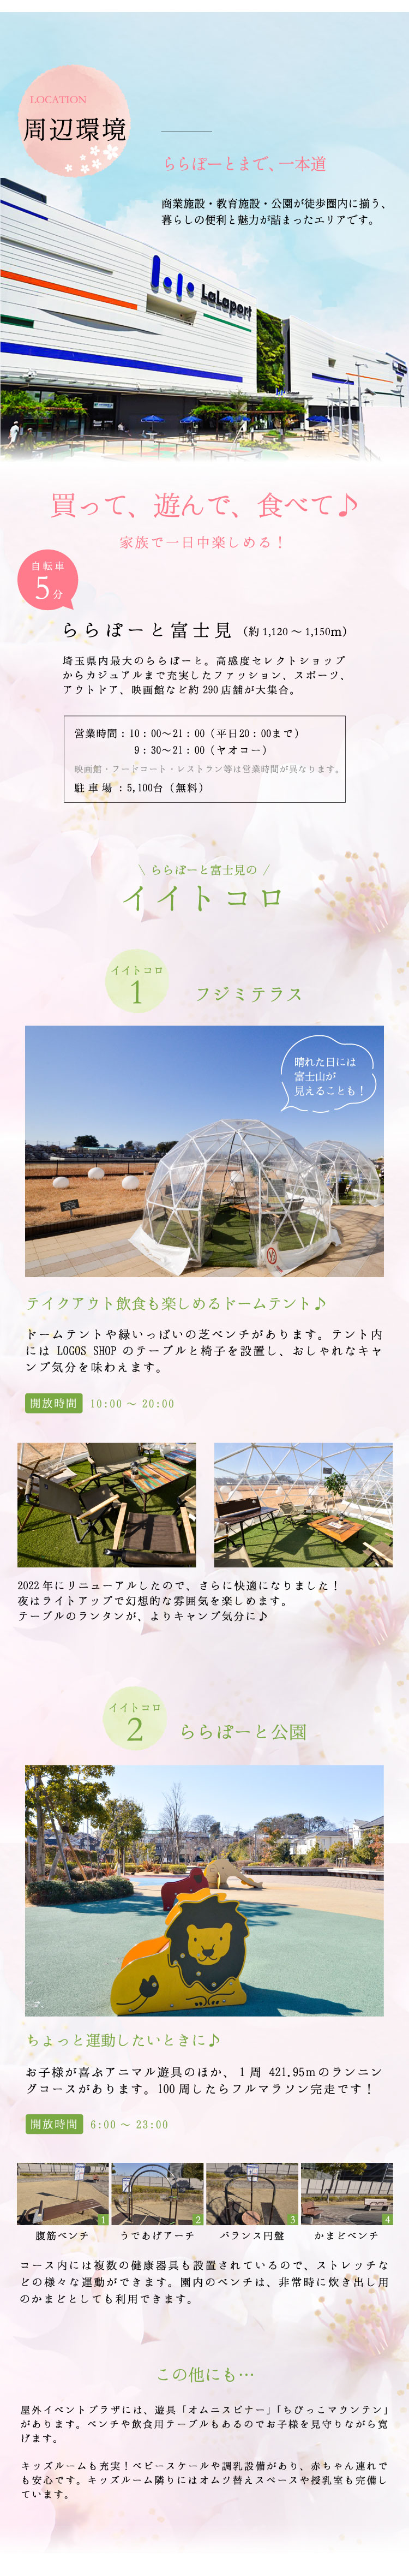 LOCATION
周辺環境
ららぽーとまで、一本道
商業施設・教育施設・公園が徒歩圏内に揃う、
暮らしの便利と魅力が詰まったエリアです。
LaLaport
買って、遊んで、食べて♪
家族で一日中楽しめる！
自転車
5分
ららぽーと富士見（約1,120～1,150m）
埼玉県内最大のららぽーと。高感度セレクトショップ
からカジュアルまで充実したファッション、スポーツ、
アウトドア、映画館など約290店舗が大集合。
営業時間：10：00～21：00（平日20：00まで）
9：30～21：00（ヤオコー）
映画館・フードコート・レストラン等は営業時間が異なります。
駐車場：5,100台（無料）
\ ららぽーと富士見の /
イイトコロ
イイトコロ
1
フジミテラス
晴れた日には
富士山が
見えることも！
テイクアウト飲食も楽しめるドームテント♪
ドームテントや緑いっぱいの芝ベンチがあります。テント内
には LOGOS SHOP のテーブルと椅子を設置し、おしゃれなキャ
ンプ気分を味わえます。
開放時間 10:00 ～ 20:00
2022年にリニューアルしたので、さらに快適になりました！
夜はライトアップで幻想的な雰囲気を楽しめます。
テーブルのランタンが、よりキャンプ気分に♪
イイトコロ
2
ららぽーと公園
ちょっと運動したいときに♪
お子様が喜ぶアニマル遊具のほか、1周 421.95mのランニン
グコースがあります。100周したらフルマラソン完走です！
開放時間 6:00 ～ 23:00
1
2
3
4
腹筋ベンチ
うであげアーチ
バランス円盤
かまどベンチ
コース内には複数の健康器具も設置されているので、ストレッチな
どの様々な運動ができます。園内のベンチは、非常時に炊き出し用
のかまどとしても利用できます。
この他にも…
屋外イベントプラザには、遊具「オムニスピナー」「ちびっこマウンテン」
があります。ベンチや飲食用テーブルもあるのでお子様を見守りながら寛
げます。
キッズルームも充実！ベビースケールや調乳設備があり、赤ちゃん連れで
も安心です。キッズルーム隣りにはオムツ替えスペースや授乳室も完備し
ています。